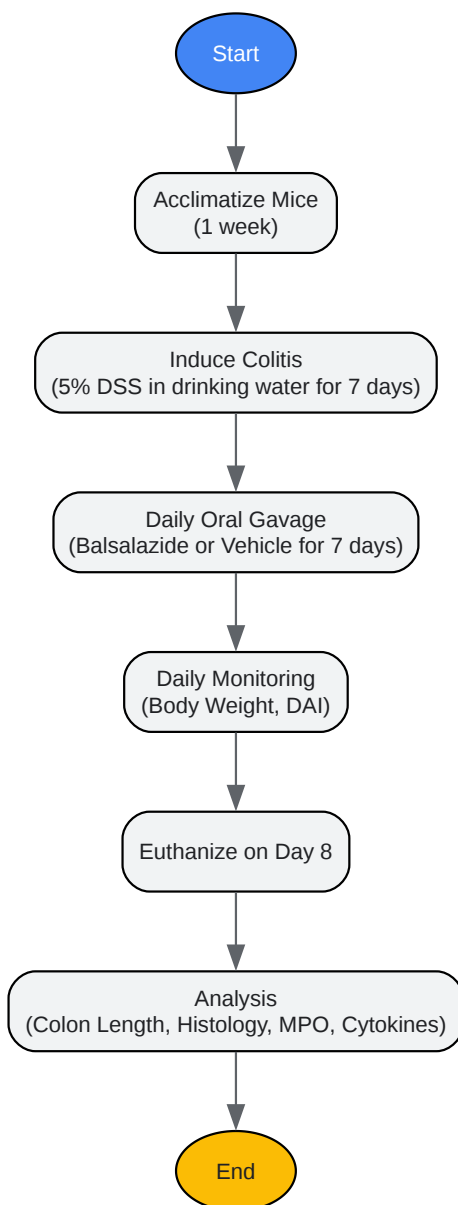 Start
Acclimatize Mice
(1 week)
Induce Colitis
(5% DSS in drinking water for 7 days)
Daily Oral Gavage
(Balsalazide or Vehicle for 7 days)
Daily Monitoring
(Body Weight, DAI)
Euthanize on Day 8
Analysis
(Colon Length, Histology, MPO, Cytokines)
End